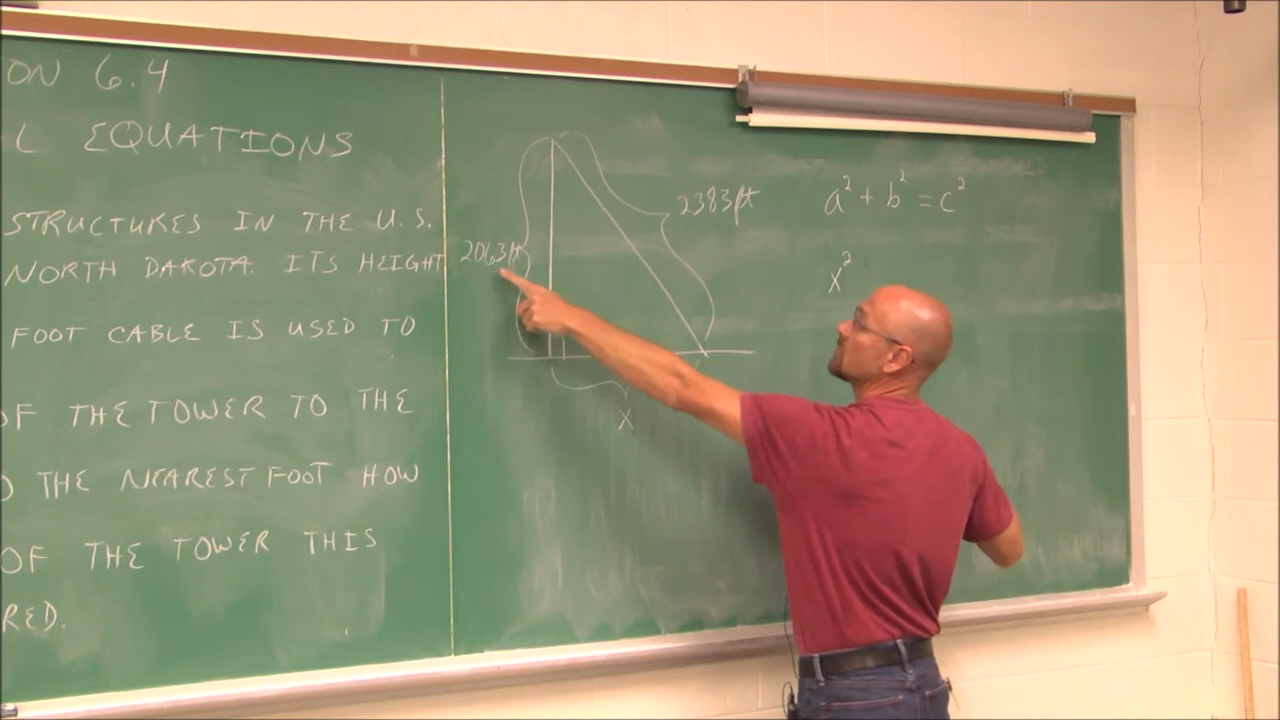 ON 6.4
L EQUATIONS
STRUCTURES IN THE U.S.
NORTH DAKOTA. ITS HEIGHT
FOOT CABLE IS USED TO
OF THE TOWER TO THE
O THE NEAREST FOOT HOW
OF THE TOWER THIS
RED.
2063ft
2383ft
x
a² + b² = c²
x²